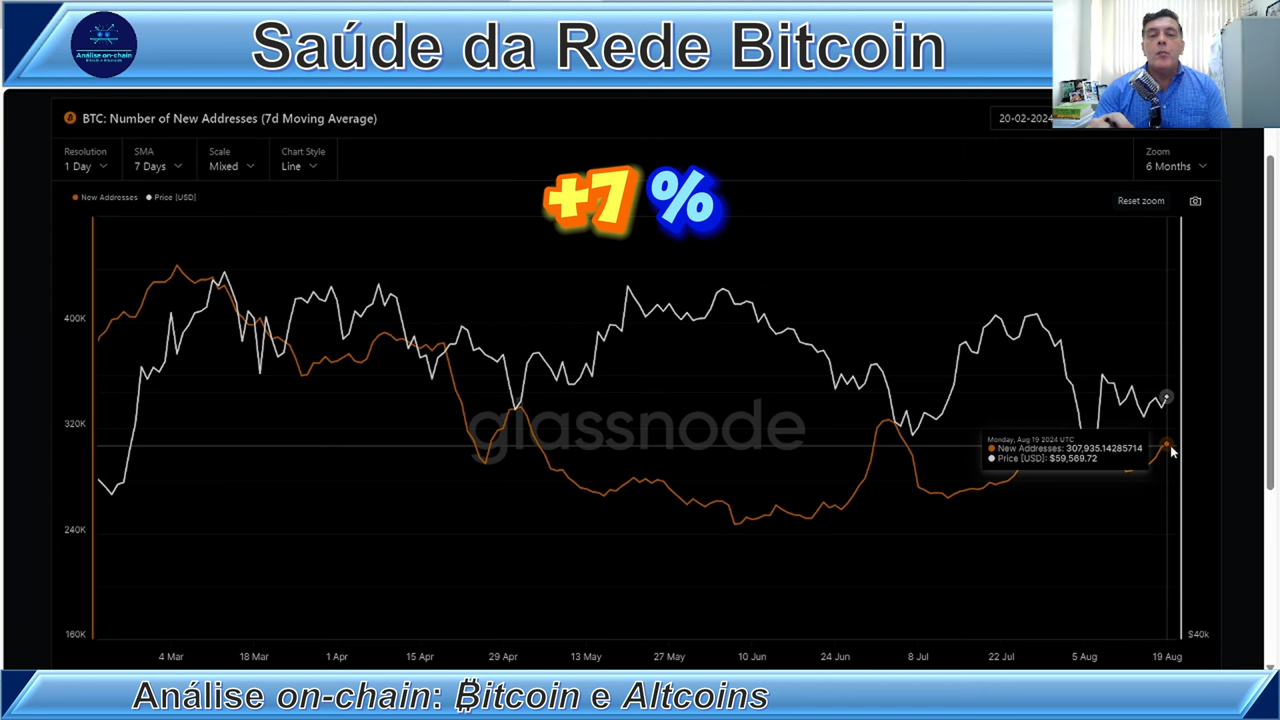 Saúde da Rede Bitcoin
Análise on-chain
BTC: Number of New Addresses (7d Moving Average)
20-02-2024
Resolution
1 Day
SMA
7 Days
Scale
Mixed
Chart Style
Line
Zoom
6 Months
+7 %
New Addresses
Price [USD]
Reset zoom
400K
320K
240K
160K
glassnode
Monday, Aug 19 2024 UTC
New Addresses: 307,935.14285714
Price [USD]: $59,569.72
$40k
4 Mar
18 Mar
1 Apr
15 Apr
29 Apr
13 May
27 May
10 Jun
24 Jun
8 Jul
22 Jul
5 Aug
19 Aug
Análise on-chain: ₿itcoin e Altcoins